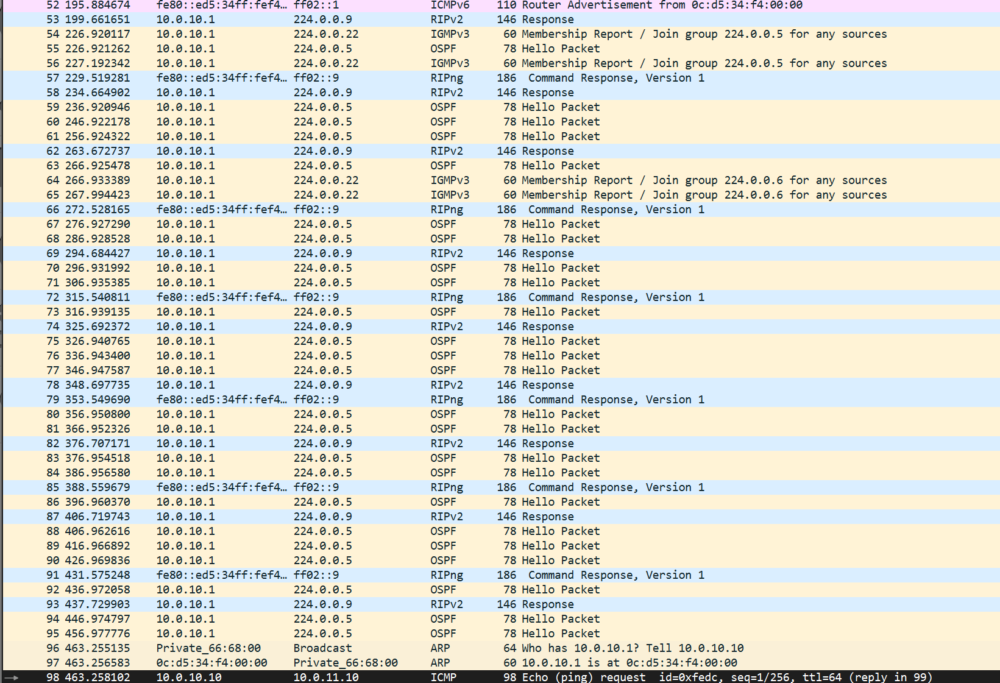 52 195.884674 fe80::ed5:34ff:fef4… ff02::1 ICMPv6 110 Router Advertisement from 0c:d5:34:f4:00:00
53 199.661651 10.0.10.1 224.0.0.9 RIPv2 146 Response
54 226.920117 10.0.10.1 224.0.0.22 IGMPv3 60 Membership Report / Join group 224.0.0.5 for any sources
55 226.921262 10.0.10.1 224.0.0.5 OSPF 78 Hello Packet
56 227.192342 10.0.10.1 224.0.0.22 IGMPv3 60 Membership Report / Join group 224.0.0.5 for any sources
57 229.519281 fe80::ed5:34ff:fef4… ff02::9 RIPng 186 Command Response, Version 1
58 234.664902 10.0.10.1 224.0.0.9 RIPv2 146 Response
59 236.920946 10.0.10.1 224.0.0.5 OSPF 78 Hello Packet
60 246.922178 10.0.10.1 224.0.0.5 OSPF 78 Hello Packet
61 256.924322 10.0.10.1 224.0.0.5 OSPF 78 Hello Packet
62 263.672737 10.0.10.1 224.0.0.9 RIPv2 146 Response
63 266.925478 10.0.10.1 224.0.0.5 OSPF 78 Hello Packet
64 266.933389 10.0.10.1 224.0.0.22 IGMPv3 60 Membership Report / Join group 224.0.0.6 for any sources
65 267.994423 10.0.10.1 224.0.0.22 IGMPv3 60 Membership Report / Join group 224.0.0.6 for any sources
66 272.528165 fe80::ed5:34ff:fef4… ff02::9 RIPng 186 Command Response, Version 1
67 276.927290 10.0.10.1 224.0.0.5 OSPF 78 Hello Packet
68 286.928528 10.0.10.1 224.0.0.5 OSPF 78 Hello Packet
69 294.684427 10.0.10.1 224.0.0.9 RIPv2 146 Response
70 296.931992 10.0.10.1 224.0.0.5 OSPF 78 Hello Packet
71 306.935385 10.0.10.1 224.0.0.5 OSPF 78 Hello Packet
72 315.540811 fe80::ed5:34ff:fef4… ff02::9 RIPng 186 Command Response, Version 1
73 316.939135 10.0.10.1 224.0.0.5 OSPF 78 Hello Packet
74 325.692372 10.0.10.1 224.0.0.9 RIPv2 146 Response
75 326.940765 10.0.10.1 224.0.0.5 OSPF 78 Hello Packet
76 336.943400 10.0.10.1 224.0.0.5 OSPF 78 Hello Packet
77 346.947587 10.0.10.1 224.0.0.5 OSPF 78 Hello Packet
78 348.697735 10.0.10.1 224.0.0.9 RIPv2 146 Response
79 353.549690 fe80::ed5:34ff:fef4… ff02::9 RIPng 186 Command Response, Version 1
80 356.950800 10.0.10.1 224.0.0.5 OSPF 78 Hello Packet
81 366.952326 10.0.10.1 224.0.0.5 OSPF 78 Hello Packet
82 376.707171 10.0.10.1 224.0.0.9 RIPv2 146 Response
83 376.954518 10.0.10.1 224.0.0.5 OSPF 78 Hello Packet
84 386.956580 10.0.10.1 224.0.0.5 OSPF 78 Hello Packet
85 388.559679 fe80::ed5:34ff:fef4… ff02::9 RIPng 186 Command Response, Version 1
86 396.960370 10.0.10.1 224.0.0.5 OSPF 78 Hello Packet
87 406.719743 10.0.10.1 224.0.0.9 RIPv2 146 Response
88 406.962616 10.0.10.1 224.0.0.5 OSPF 78 Hello Packet
89 416.966892 10.0.10.1 224.0.0.5 OSPF 78 Hello Packet
90 426.969836 10.0.10.1 224.0.0.5 OSPF 78 Hello Packet
91 431.575248 fe80::ed5:34ff:fef4… ff02::9 RIPng 186 Command Response, Version 1
92 436.972058 10.0.10.1 224.0.0.5 OSPF 78 Hello Packet
93 437.729903 10.0.10.1 224.0.0.9 RIPv2 146 Response
94 446.974797 10.0.10.1 224.0.0.5 OSPF 78 Hello Packet
95 456.977776 10.0.10.1 224.0.0.5 OSPF 78 Hello Packet
96 463.255135 Private_66:68:00 Broadcast ARP 64 Who has 10.0.10.1? Tell 10.0.10.10
97 463.256583 0c:d5:34:f4:00:00 Private_66:68:00 ARP 60 10.0.10.1 is at 0c:d5:34:f4:00:00
98 463.258102 10.0.10.10 10.0.11.10 ICMP 98 Echo (ping) request id=0xfedc, seq=1/256, ttl=64 (reply in 99)